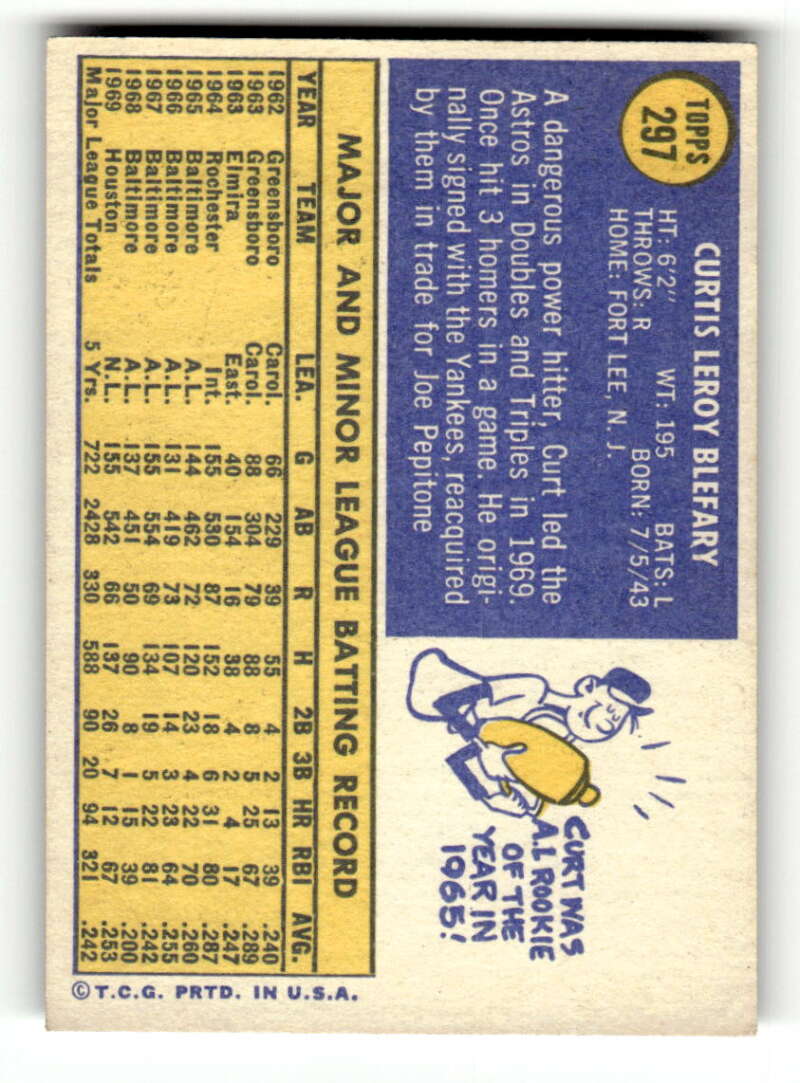 TOPPS
297
CURTIS LEROY BLEFARY
HT: 6'2" WT: 195 BATS: L
THROWS: R BORN: 7/5/43
HOME: FORT LEE, N. J.
A dangerous power hitter, Curt led the
Astros in Doubles and Triples in 1969.
Once hit 3 homers in a game. He origi-
nally signed with the Yankees, reacquired
by them in trade for Joe Pepitone
CURT WAS
A.L ROOKIE
OF THE
YEAR IN
1965!
MAJOR AND MINOR LEAGUE BATTING RECORD
YEAR TEAM LEA. G AB R H 2B 3B HR RBI AVG.
1962 Greensboro Carol. 66 229 39 55 4 2 13 39 .240
1963 Greensboro Carol. 88 304 79 88 8 5 25 67 .289
1963 Elmira East. 40 154 16 38 4 2 4 17 .247
1964 Rochester Int. 155 530 87 152 18 6 31 80 .287
1965 Baltimore A.L. 144 462 72 120 23 4 22 70 .260
1966 Baltimore A.L. 131 419 73 107 14 3 23 64 .255
1967 Baltimore A.L. 155 554 69 134 19 5 22 81 .242
1968 Baltimore A.L. 137 451 50 90 8 1 15 39 .200
1969 Houston N.L. 155 542 66 137 26 7 12 67 .253
Major League Totals 5 Yrs. 722 2428 330 588 90 20 94 321 .242
© T.C.G. PRTD. IN U.S.A.